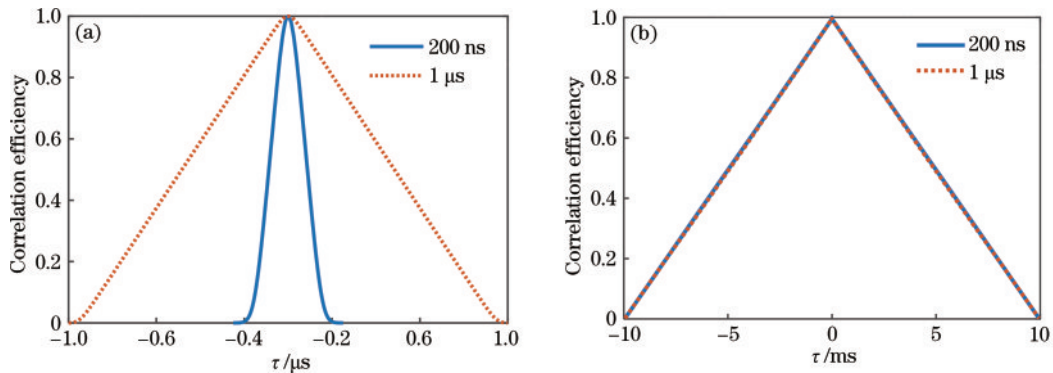 (a)
200 ns
1 μs
Correlation efficiency
1.0
0.8
0.6
0.4
0.2
0
−1.0 −0.6 −0.4 −0.2 0.6 1.0
τ /μs
(b)
200 ns
1 μs
Correlation efficiency
1.0
0.8
0.6
0.4
0.2
0
−10 −5 0 5 10
τ /ms